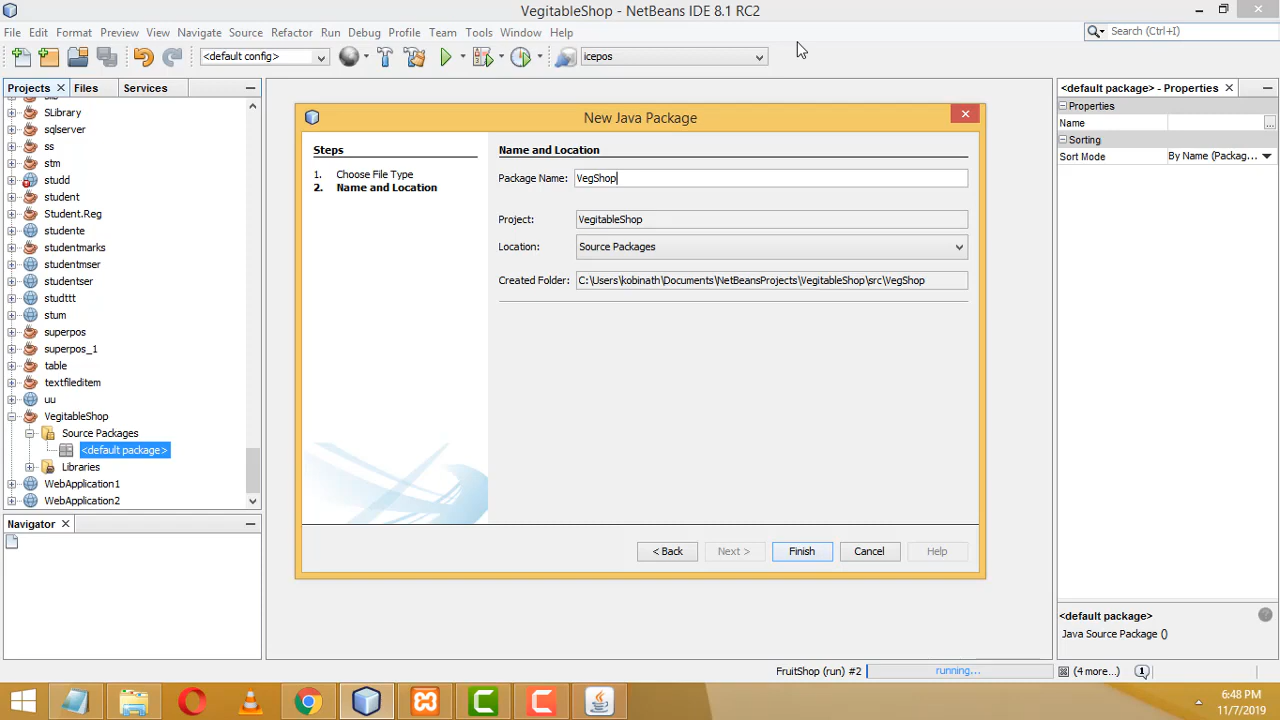 VegitableShop - NetBeans IDE 8.1 RC2
File Edit Format Preview View Navigate Source Refactor Run Debug Profile Team Tools Window Help
Search (Ctrl+I)
<default config>
icepos
Projects Files Services
SLibrary
sqlserver
ss
stm
studd
student
Student.Reg
studente
studentmarks
studentmser
studentser
studttt
stum
superpos
superpos_1
table
textfileditem
uu
VegitableShop
Source Packages
<default package>
Libraries
WebApplication1
WebApplication2
Navigator
New Java Package
Steps
1. Choose File Type
2. Name and Location
Name and Location
Package Name: VegShop
Project: VegitableShop
Location: Source Packages
Created Folder: C:\Users\kobinath\Documents\NetBeansProjects\VegitableShop\src\VegShop
< Back Next > Finish Cancel Help
<default package> - Properties
Properties
Name
...
Sorting
Sort Mode By Name (Packag...
<default package>
Java Source Package ()
FruitShop (run) #2 running... (4 more...) 1
6:48 PM
11/7/2019